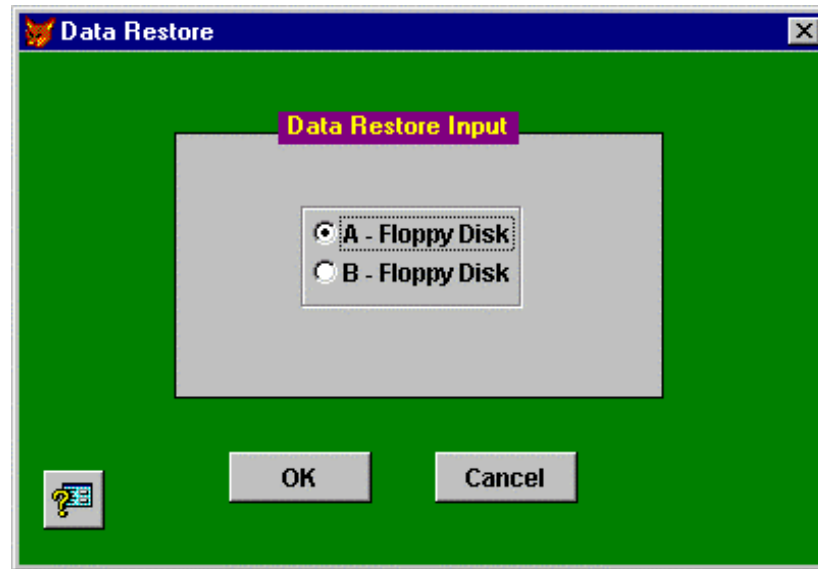 Data Restore
Data Restore Input
A - Floppy Disk
B - Floppy Disk
OK
Cancel